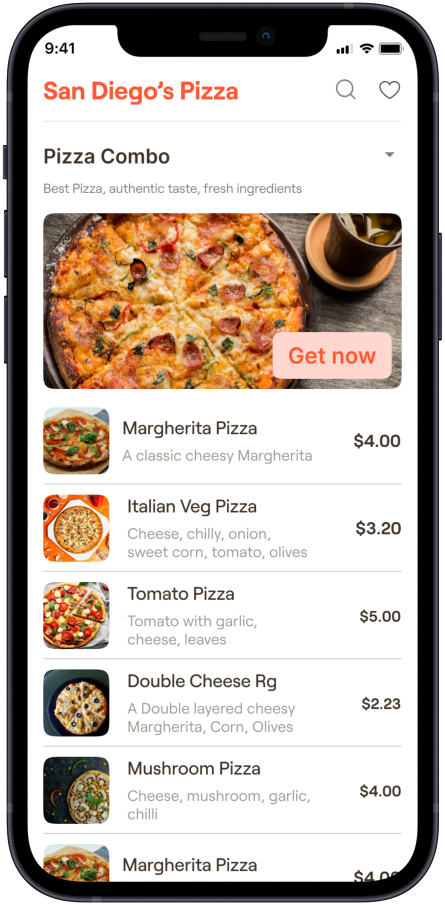 9:41
San Diego’s Pizza
Pizza Combo
Best Pizza, authentic taste, fresh ingredients
Get now
Margherita Pizza
$4.00
A classic cheesy Margherita
Italian Veg Pizza
Cheese, chilly, onion,
$3.20
sweet corn, tomato, olives
Tomato Pizza
Tomato with garlic,
$5.00
cheese, leaves
Double Cheese Rg
A Double layered cheesy
$2.23
Margherita, Corn, Olives
Mushroom Pizza
Cheese, mushroom, garlic,
$4.00
chilli
Margherita Pizza
$4.00